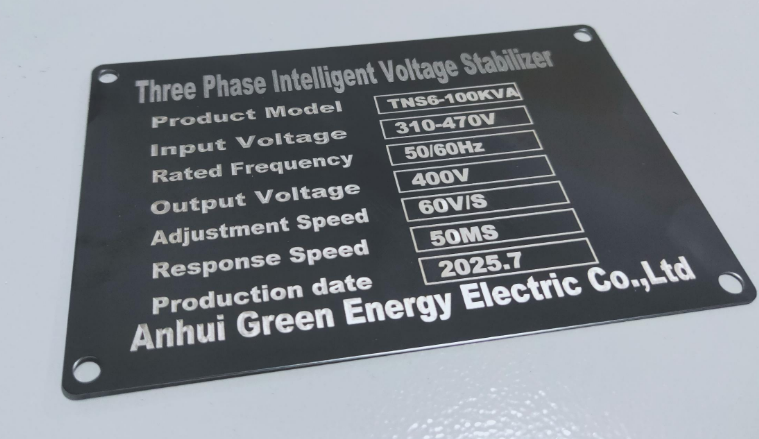 Three Phase Intelligent Voltage Stabilizer
Product Model TNS6-100KVA
Input Voltage 310-470V
Rated Frequency 50/60Hz
Output Voltage 400V
Adjustment Speed 60V/S
Response Speed 50MS
Production date 2025.7
Anhui Green Energy Electric Co.,Ltd